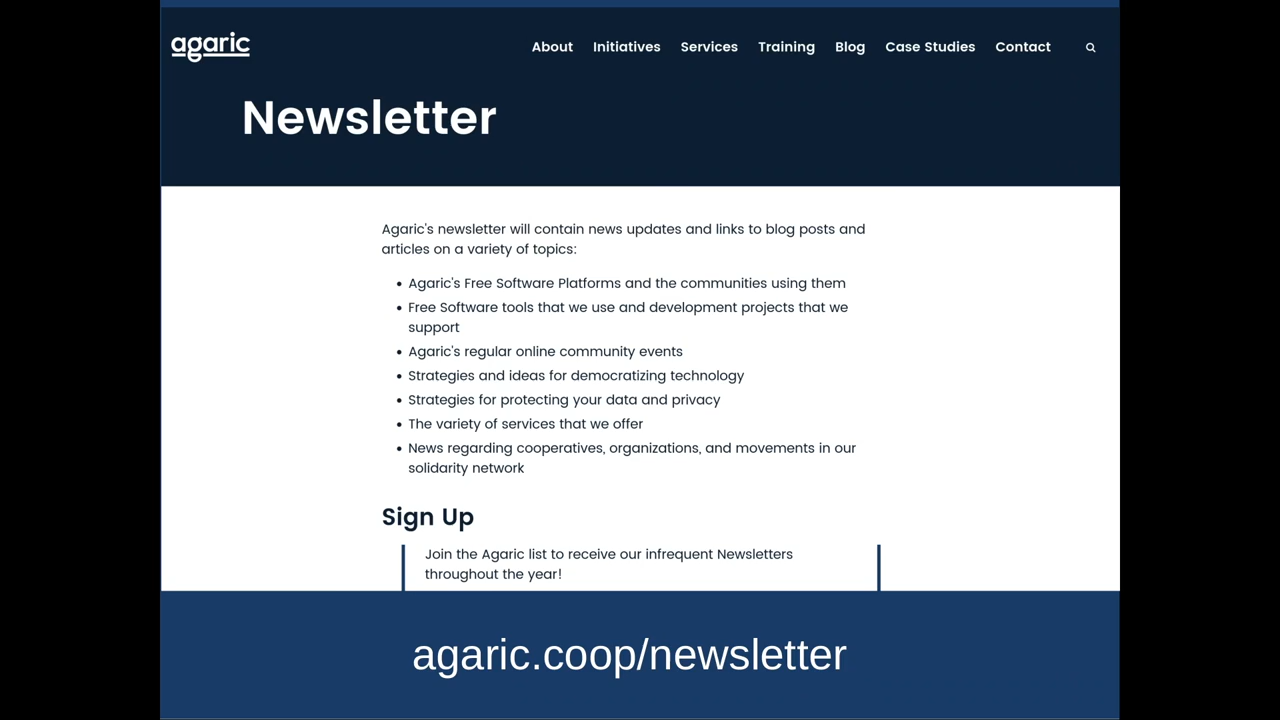 agaric
About Initiatives Services Training Blog Case Studies Contact
Newsletter
Agaric's newsletter will contain news updates and links to blog posts and
articles on a variety of topics:
• Agaric's Free Software Platforms and the communities using them
• Free Software tools that we use and development projects that we
support
• Agaric's regular online community events
• Strategies and ideas for democratizing technology
• Strategies for protecting your data and privacy
• The variety of services that we offer
• News regarding cooperatives, organizations, and movements in our
solidarity network
Sign Up
Join the Agaric list to receive our infrequent Newsletters
throughout the year!
agaric.coop/newsletter